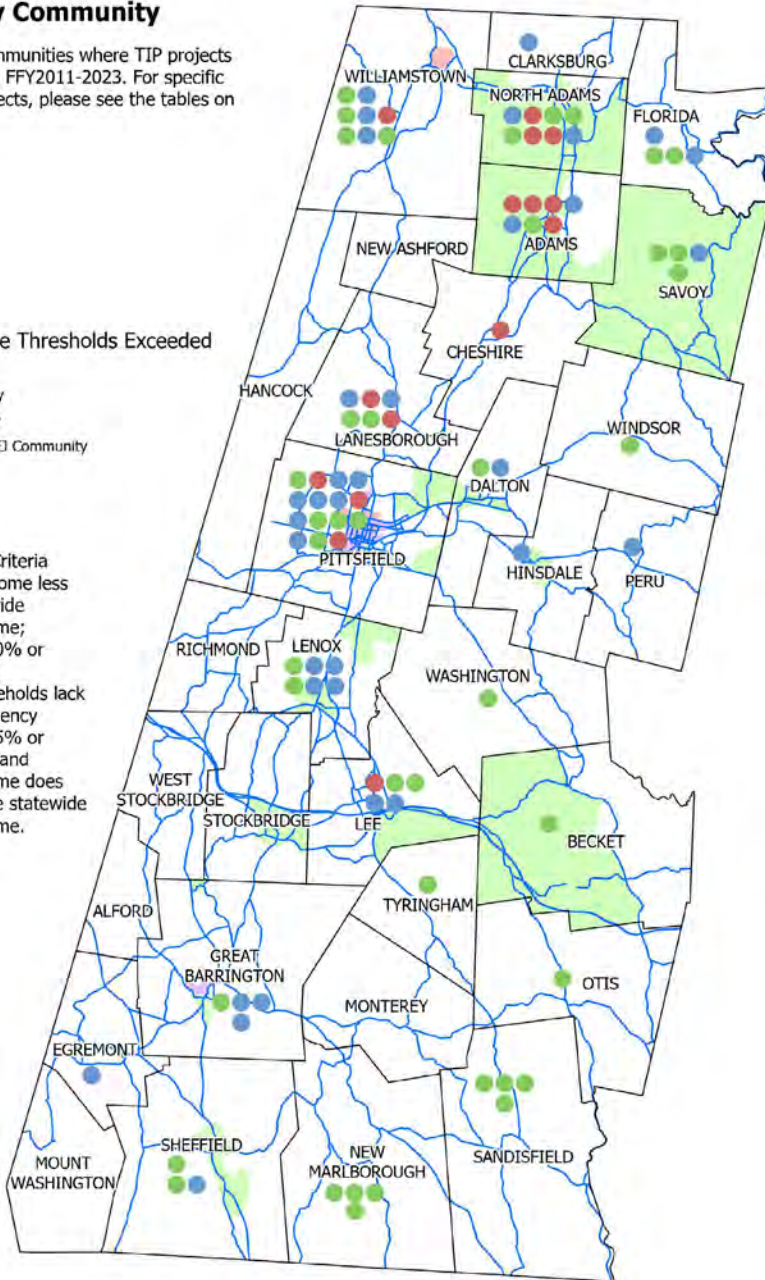 y Community
mmunities where TIP projects
FFY2011-2023. For specific
ects, please see the tables on
e Thresholds Exceeded
EJ Community
Criteria
ome less
ide
me;
0% or
eholds lack
ency
5% or
and
me does
e statewide
me.
CLARKSBURG
WILLIAMSTOWN
NORTH ADAMS
FLORIDA
ADAMS
NEW ASHFORD
SAVOY
CHESHIRE
HANCOCK
LANESBOROUGH
WINDSOR
DALTON
PITTSFIELD
HINSDALE
PERU
RICHMOND
LENOX
WASHINGTON
WEST
STOCKBRIDGE
STOCKBRIDGE
LEE
BECKET
TYRINGHAM
ALFORD
GREAT
BARRINGTON
OTIS
MONTEREY
EGREMONT
SHEFFIELD
NEW
MARLBOROUGH
SANDISFIELD
MOUNT
WASHINGTON